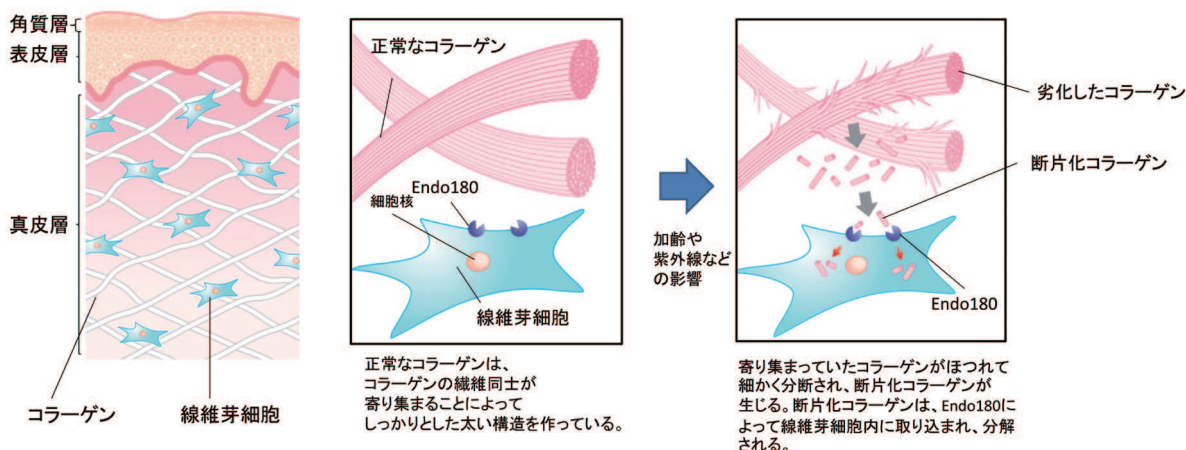 角質層
表皮層
真皮層
コラーゲン
線維芽細胞
正常なコラーゲン
Endo180
細胞核
線維芽細胞
正常なコラーゲンは、
コラーゲンの繊維同士が
寄り集まることによって
しっかりとした太い構造を作っている。
加齢や
紫外線など
の影響
劣化したコラーゲン
断片化コラーゲン
Endo180
寄り集まっていたコラーゲンがほつれて
細かく分断され、断片化コラーゲンが
生じる。断片化コラーゲンは、Endo180に
よって線維芽細胞内に取り込まれ、分解
される。